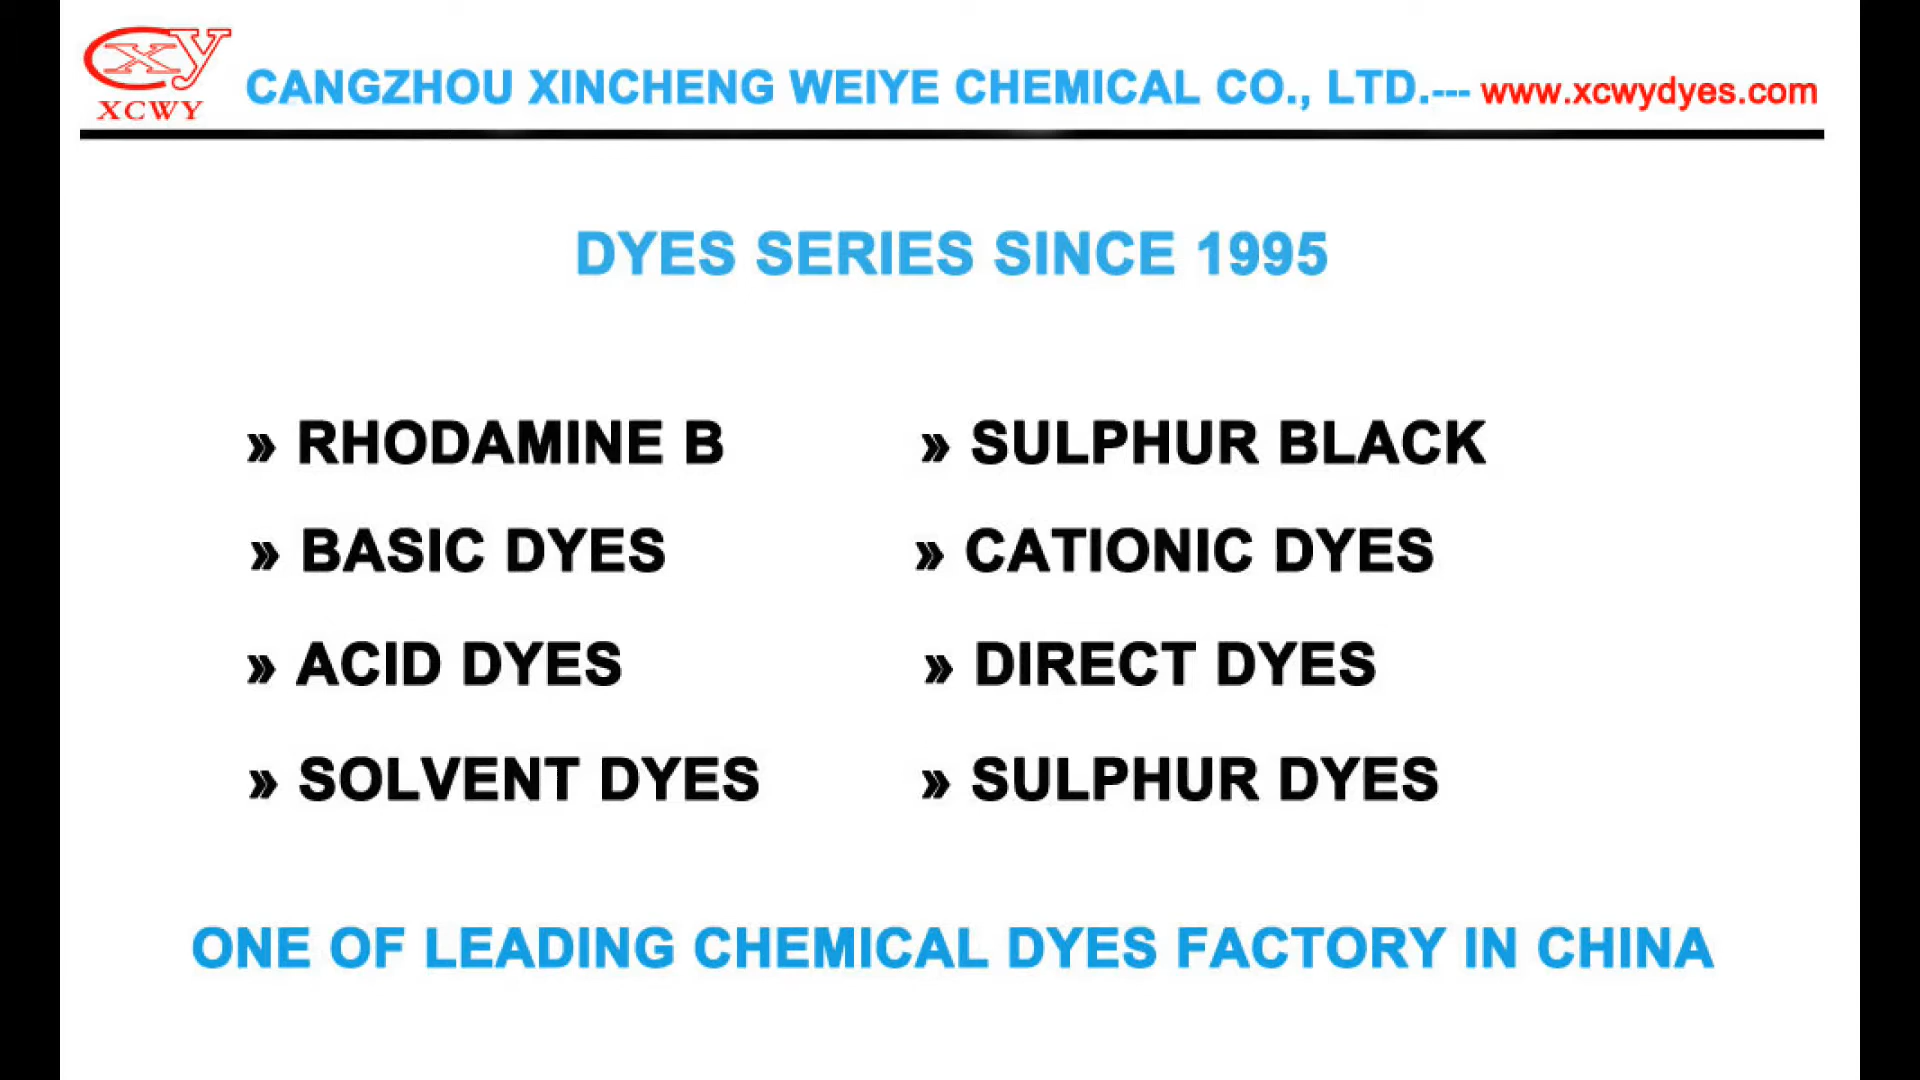 xy
XCWY
CANGZHOU XINCHENG WEIYE CHEMICAL CO., LTD.--- www.xcwydyes.com
DYES SERIES SINCE 1995
» RHODAMINE B
» SULPHUR BLACK
» BASIC DYES
» CATIONIC DYES
» ACID DYES
» DIRECT DYES
» SOLVENT DYES
» SULPHUR DYES
ONE OF LEADING CHEMICAL DYES FACTORY IN CHINA